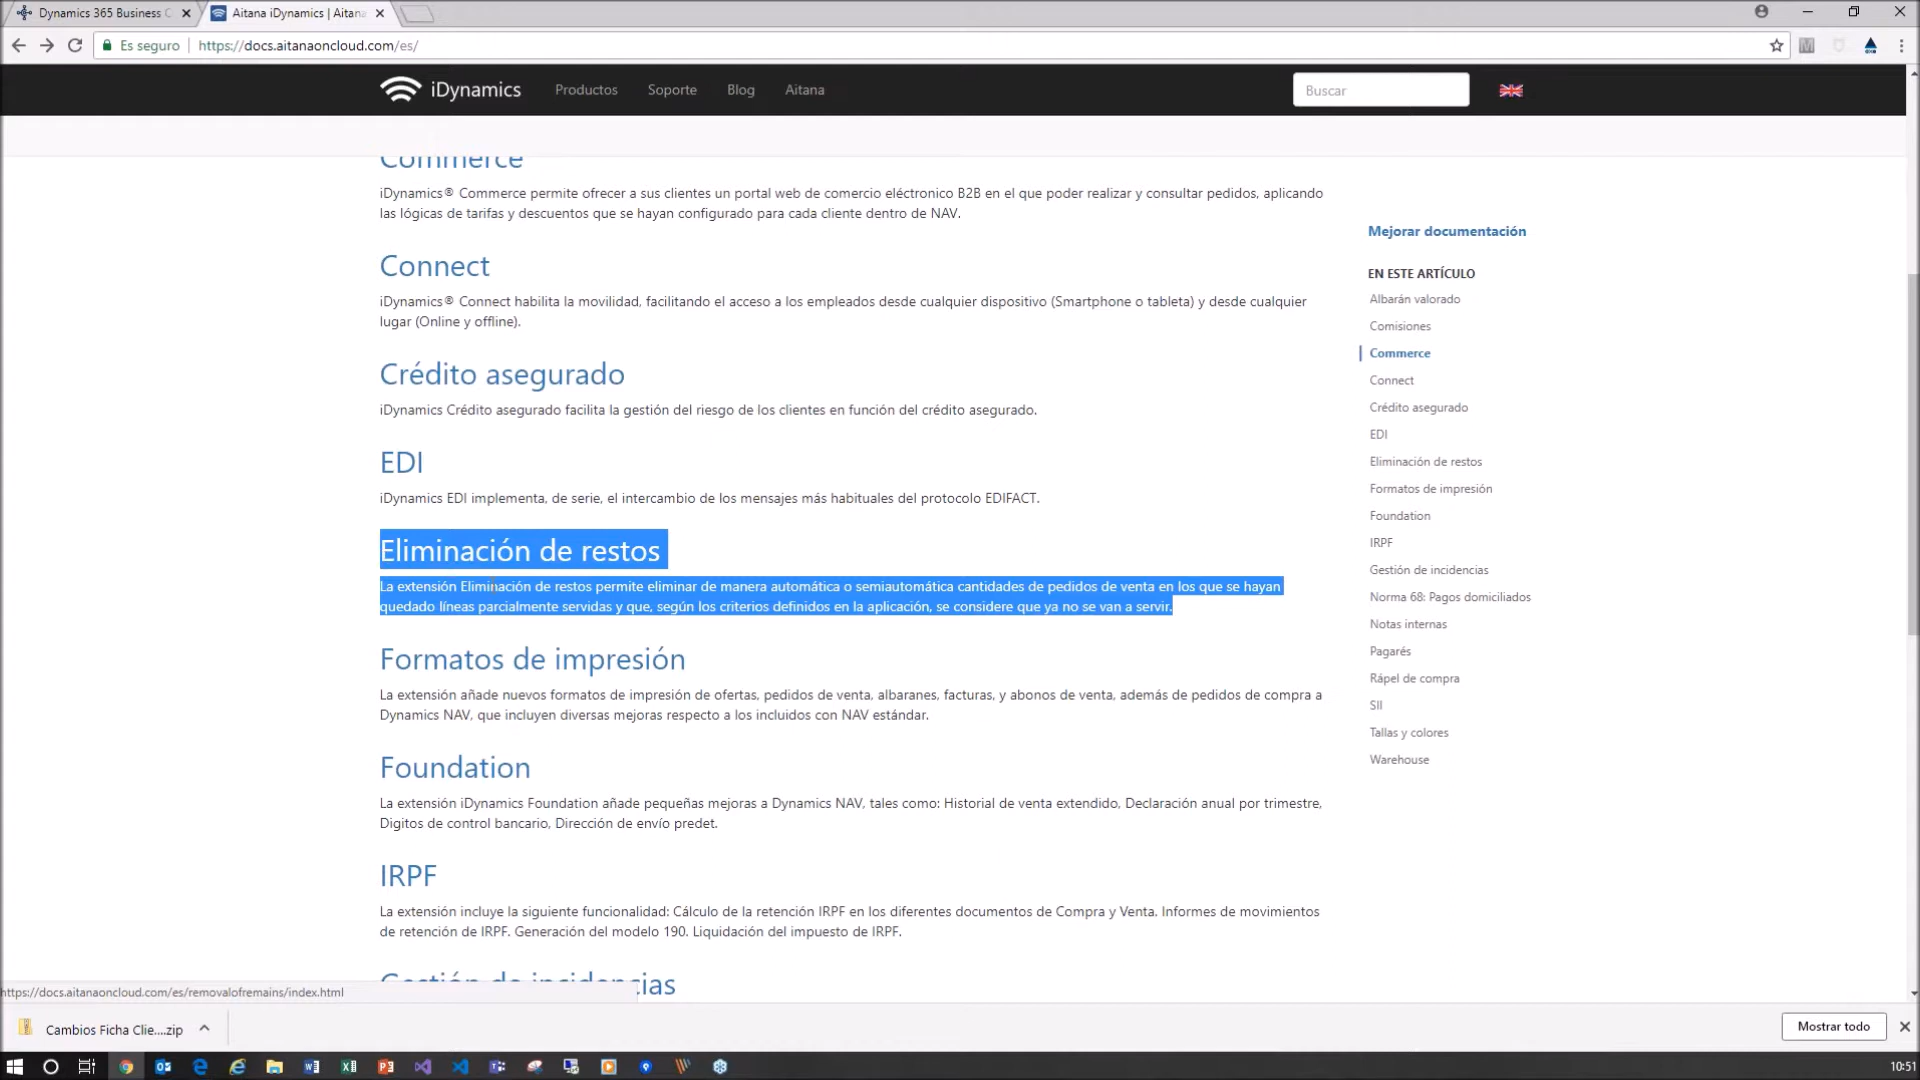 Dynamics 365 Business C
Aitana iDynamics | Aitana
Es seguro
https://docs.aitanaoncloud.com/es/
iDynamics
Productos
Soporte
Blog
Aitana
Buscar
Commerce
iDynamics® Commerce permite ofrecer a sus clientes un portal web de comercio eléctronico B2B en el que poder realizar y consultar pedidos, aplicando
las lógicas de tarifas y descuentos que se hayan configurado para cada cliente dentro de NAV.
Connect
iDynamics® Connect habilita la movilidad, facilitando el acceso a los empleados desde cualquier dispositivo (Smartphone o tableta) y desde cualquier
lugar (Online y offline).
Crédito asegurado
iDynamics Crédito asegurado facilita la gestión del riesgo de los clientes en función del crédito asegurado.
EDI
iDynamics EDI implementa, de serie, el intercambio de los mensajes más habituales del protocolo EDIFACT.
Eliminación de restos
La extensión Eliminación de restos permite eliminar de manera automática o semiautomática cantidades de pedidos de venta en los que se hayan
quedado líneas parcialmente servidas y que, según los criterios definidos en la aplicación, se considere que ya no se van a servir.
Formatos de impresión
La extensión añade nuevos formatos de impresión de ofertas, pedidos de venta, albaranes, facturas, y abonos de venta, además de pedidos de compra a
Dynamics NAV, que incluyen diversas mejoras respecto a los incluidos con NAV estándar.
Foundation
La extensión iDynamics Foundation añade pequeñas mejoras a Dynamics NAV, tales como: Historial de venta extendido, Declaración anual por trimestre,
Digitos de control bancario, Dirección de envío predet.
IRPF
La extensión incluye la siguiente funcionalidad: Cálculo de la retención IRPF en los diferentes documentos de Compra y Venta. Informes de movimientos
de retención de IRPF. Generación del modelo 190. Liquidación del impuesto de IRPF.
Gestión de incidencias
Mejorar documentación
EN ESTE ARTÍCULO
Albarán valorado
Comisiones
Commerce
Connect
Crédito asegurado
EDI
Eliminación de restos
Formatos de impresión
Foundation
IRPF
Gestión de incidencias
Norma 68: Pagos domiciliados
Notas internas
Pagarés
Rápel de compra
SII
Tallas y colores
Warehouse
https://docs.aitanaoncloud.com/es/removalofremains/index.html
Cambios Ficha Clie....zip
Mostrar todo
10:51